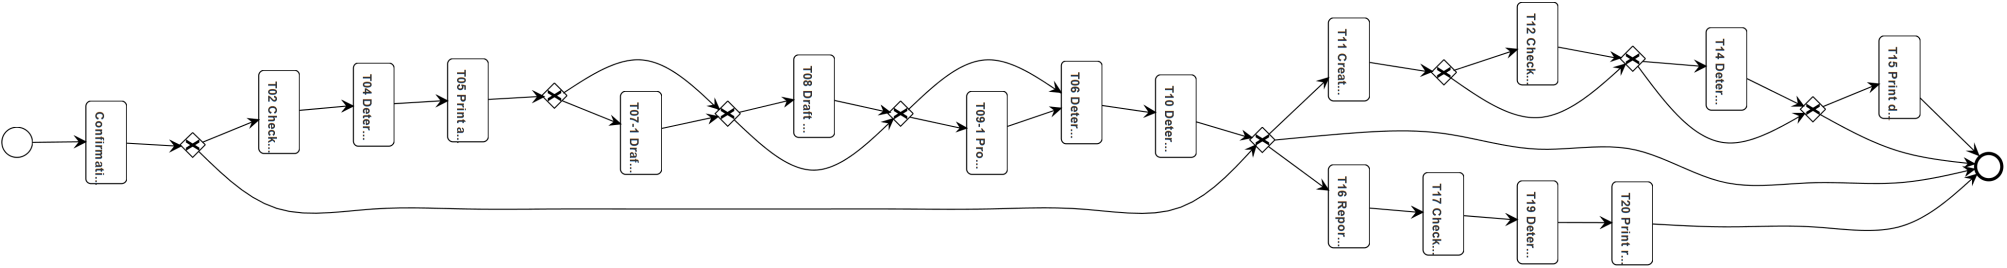 Confirmati
...
T02 Check
...
T04 Deter
...
T05 Print a
...
T07-1 Draf
...
T08 Draft
...
T09-1 Pro
...
T06 Deter
...
T10 Deter
...
T11 Creat
...
T12 Check
...
T14 Deter
...
T15 Print d
...
T16 Repor
...
T17 Check
...
T19 Deter
...
T20 Print r
...